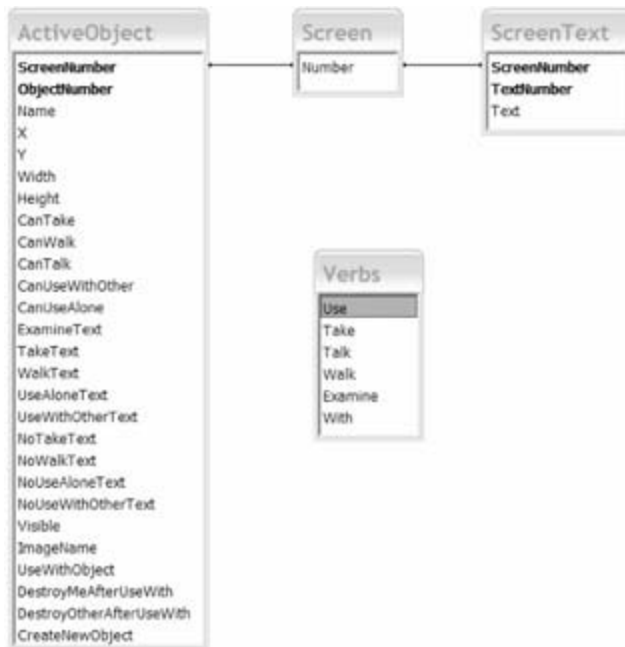 ActiveObject
ScreenNumber
ObjectNumber
Name
X
Y
Width
Height
CanTake
CanWalk
CanTalk
CanUseWithOther
CanUseAlone
ExamineText
TakeText
WalkText
UseAloneText
UseWithOtherText
NoTakeText
NoWalkText
NoUseAloneText
NoUseWithOtherText
Visible
ImageName
UseWithObject
DestroyMeAfterUseWith
DestroyOtherAfterUseWith
CreateNewObject
Screen
Number
ScreenText
ScreenNumber
TextNumber
Text
Verbs
Use
Take
Talk
Walk
Examine
With